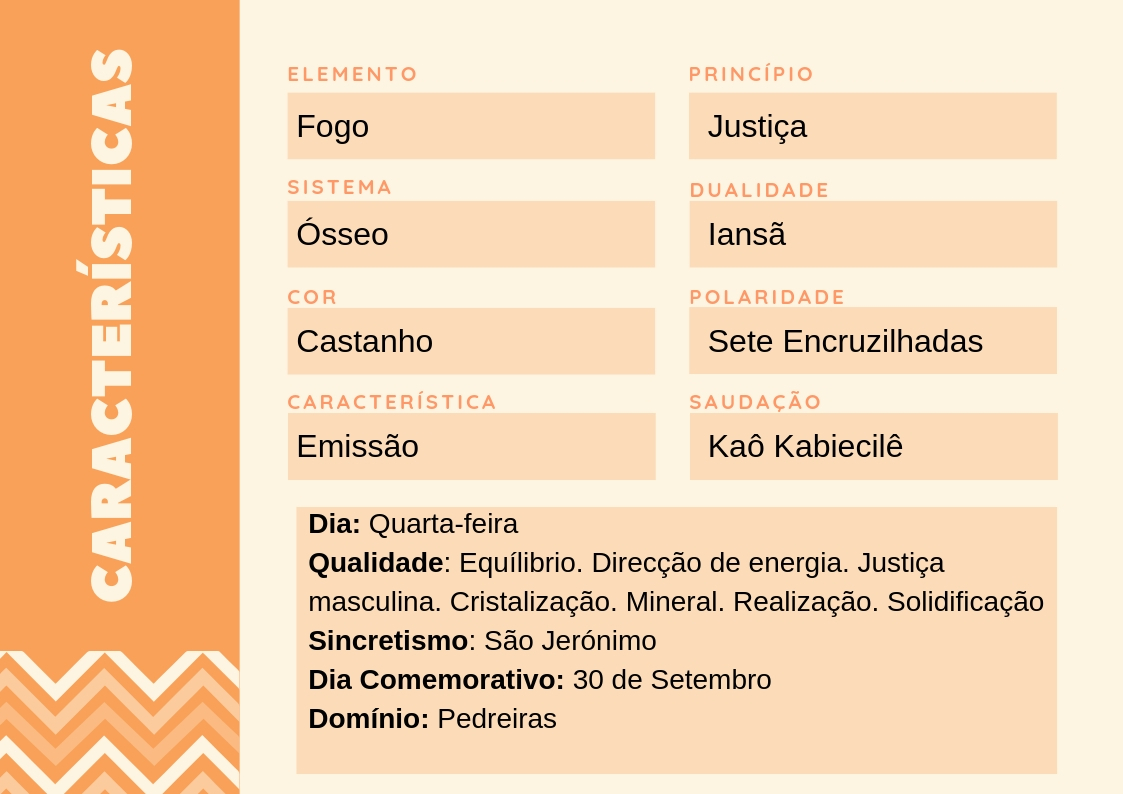 CARACTERÍSTICAS
ELEMENTO
Fogo
PRINCÍPIO
Justiça
SISTEMA
Ósseo
DUALIDADE
Iansã
COR
Castanho
POLARIDADE
Sete Encruzilhadas
CARACTERÍSTICA
Emissão
SAUDAÇÃO
Kaô Kabiecilê
Dia: Quarta-feira
Qualidade: Equílibrio. Direcção de energia. Justiça
masculina. Cristalização. Mineral. Realização. Solidificação
Sincretismo: São Jerónimo
Dia Comemorativo: 30 de Setembro
Domínio: Pedreiras